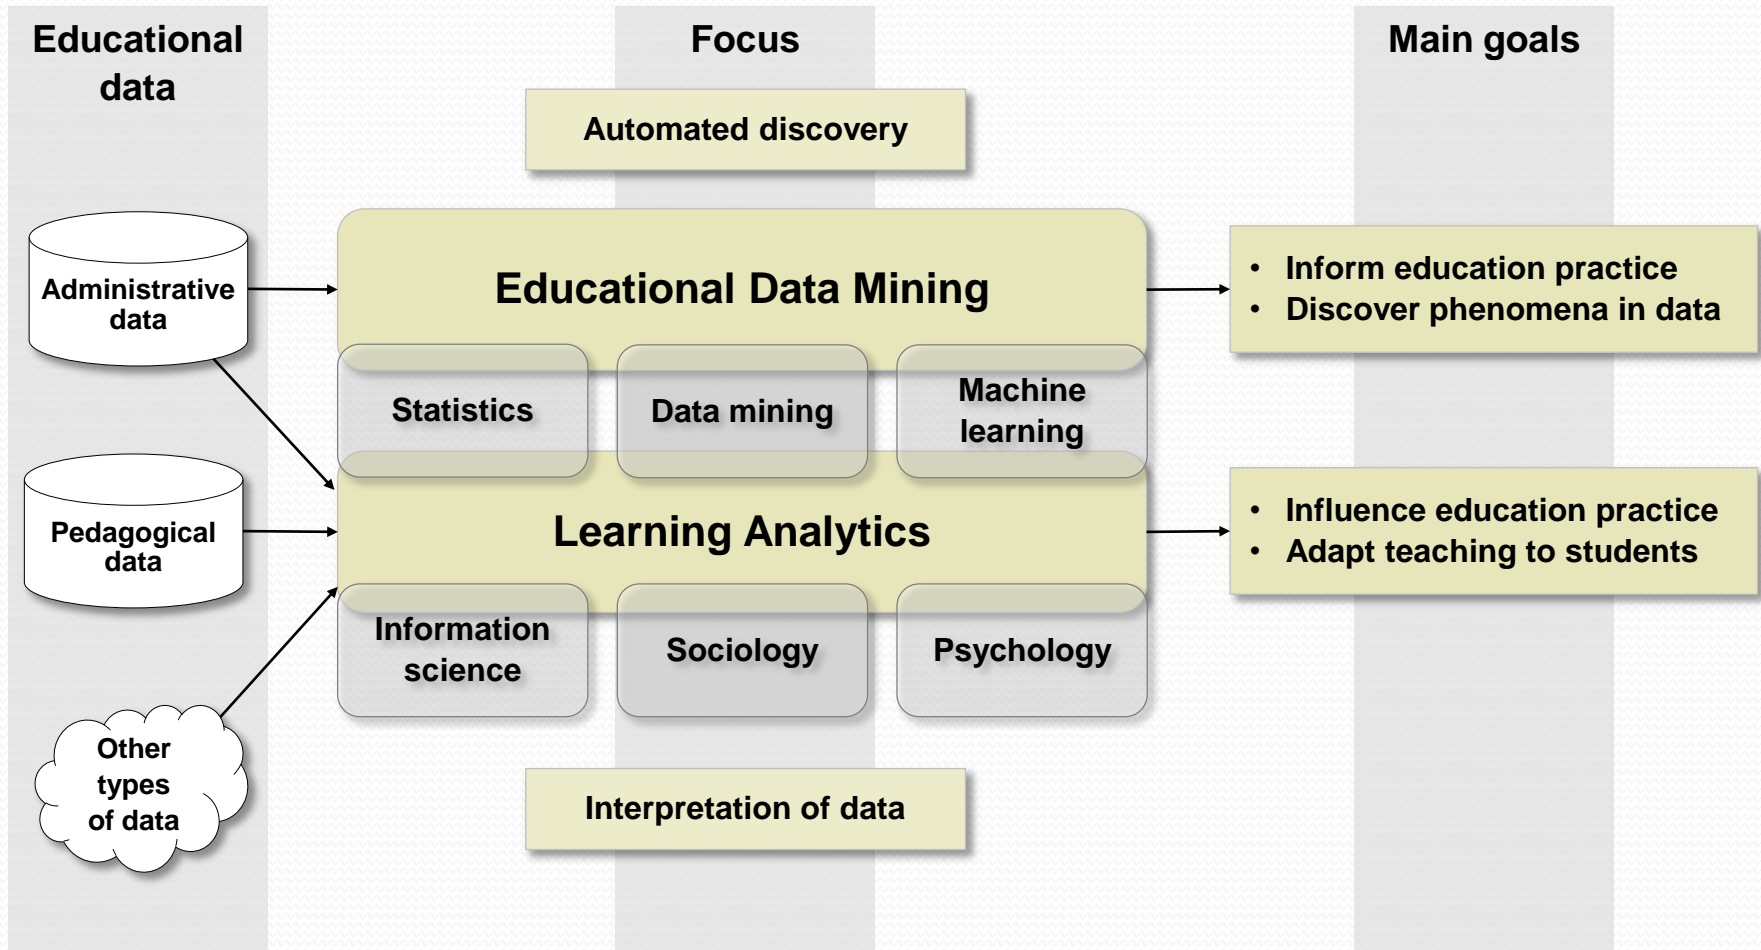 Educational
data
Focus
Main goals
Automated discovery
Administrative
data
Educational Data Mining
• Inform education practice
• Discover phenomena in data
Statistics
Data mining
Machine
learning
Pedagogical
data
Learning Analytics
• Influence education practice
• Adapt teaching to students
Information
science
Sociology
Psychology
Other
types
of data
Interpretation of data